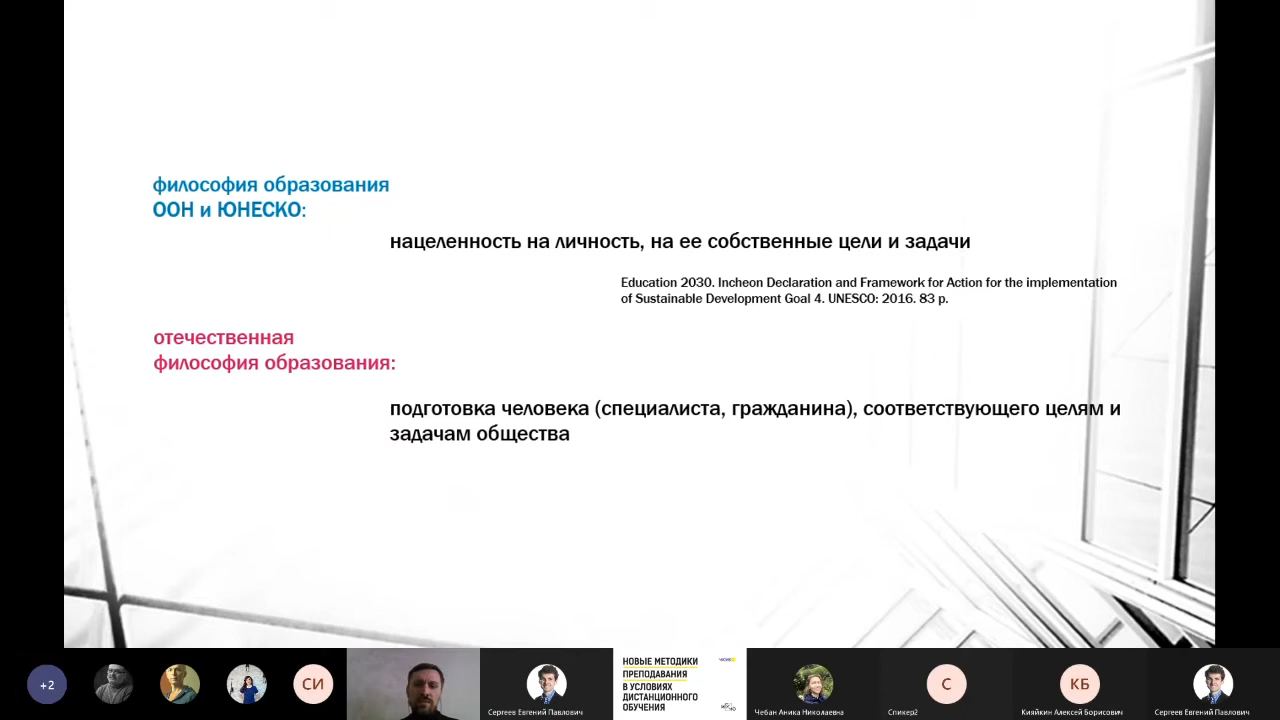 философия образования
ООН и ЮНЕСКО:
нацеленность на личность, на ее собственные цели и задачи
Education 2030. Incheon Declaration and Framework for Action for the implementation
of Sustainable Development Goal 4. UNESCO: 2016. 83 p.
отечественная
философия образования:
подготовка человека (специалиста, гражданина), соответствующего целям и
задачам общества
+2
СИ
Сергеев Евгений Павлович
НОВЫЕ МЕТОДИКИ
ПРЕПОДАВАНИЯ
В УСЛОВИЯХ
ДИСТАНЦИОННОГО
ОБУЧЕНИЯ
Чебан Аника Николаевна
С
Спикер2
КБ
Кияйкин Алексей Борисович
Сергеев Евгений Павлович